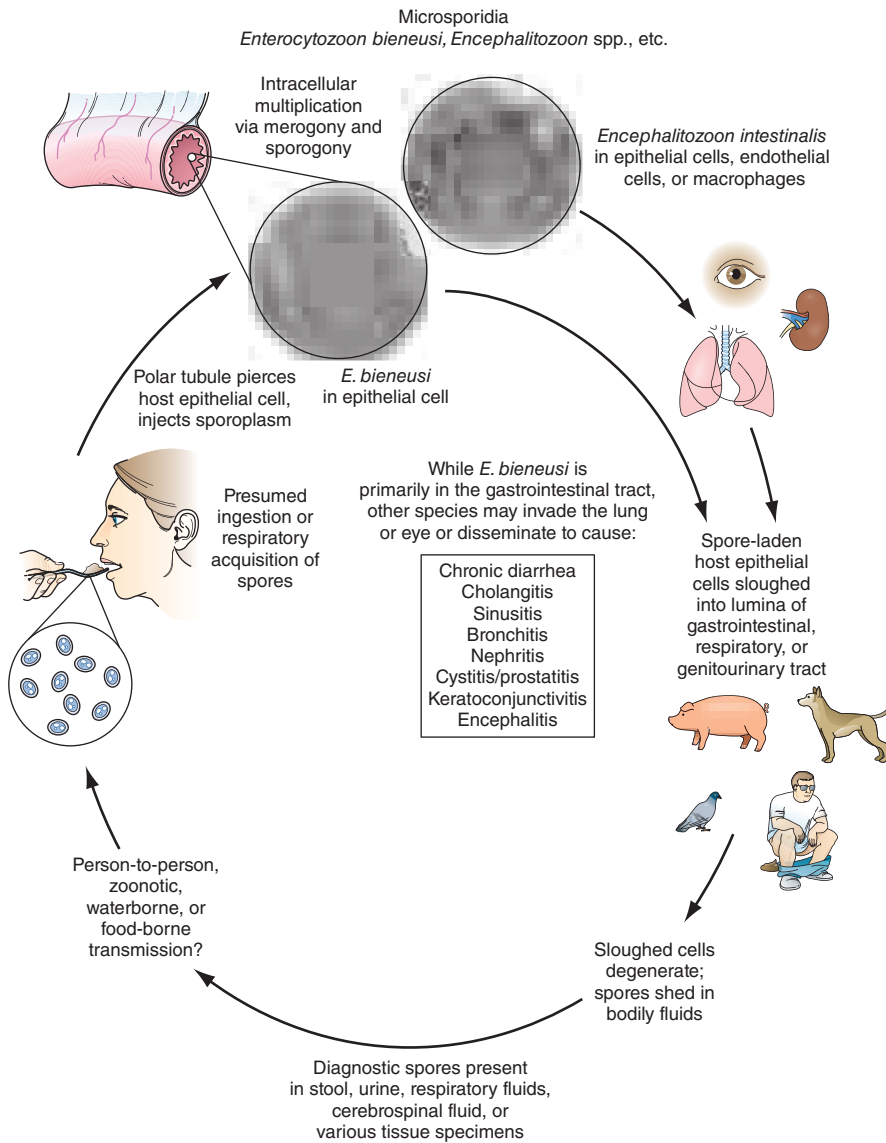 Microsporidia
Enterocytozoon bieneusi, Encephalitozoon spp., etc.
Intracellular
multiplication
via merogony and
sporogony
Encephalitozoon intestinalis
in epithelial cells, endothelial
cells, or macrophages
Polar tubule pierces
host epithelial cell,
injects sporoplasm
E. bieneusi
in epithelial cell
Presumed
ingestion or
respiratory
acquisition of
spores
While E. bieneusi is
primarily in the gastrointestinal tract,
other species may invade the lung
or eye or disseminate to cause:
Chronic diarrhea
Cholangitis
Sinusitis
Bronchitis
Nephritis
Cystitis/prostatitis
Keratoconjunctivitis
Encephalitis
Spore-laden
host epithelial
cells sloughed
into lumina of
gastrointestinal,
respiratory, or
genitourinary tract
Sloughed cells
degenerate;
spores shed in
bodily fluids
Diagnostic spores present
in stool, urine, respiratory fluids,
cerebrospinal fluid, or
various tissue specimens
Person-to-person,
zoonotic,
waterborne, or
food-borne
transmission?